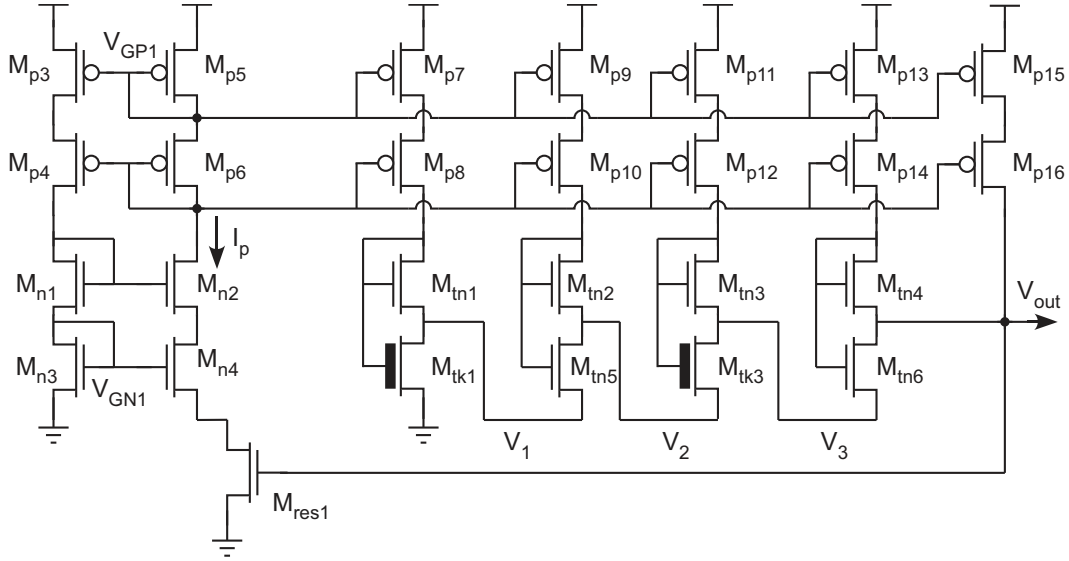 V_GP1
M_p3
M_p5
M_p7
M_p9
M_p11
M_p13
M_p15
M_p4
M_p6
M_p8
M_p10
M_p12
M_p14
M_p16
I_p
M_n1
M_n2
M_tn1
M_tn2
M_tn3
M_tn4
V_out
M_n3
V_GN1
M_n4
M_tk1
M_tn5
M_tk3
M_tn6
V_1
V_2
V_3
M_res1